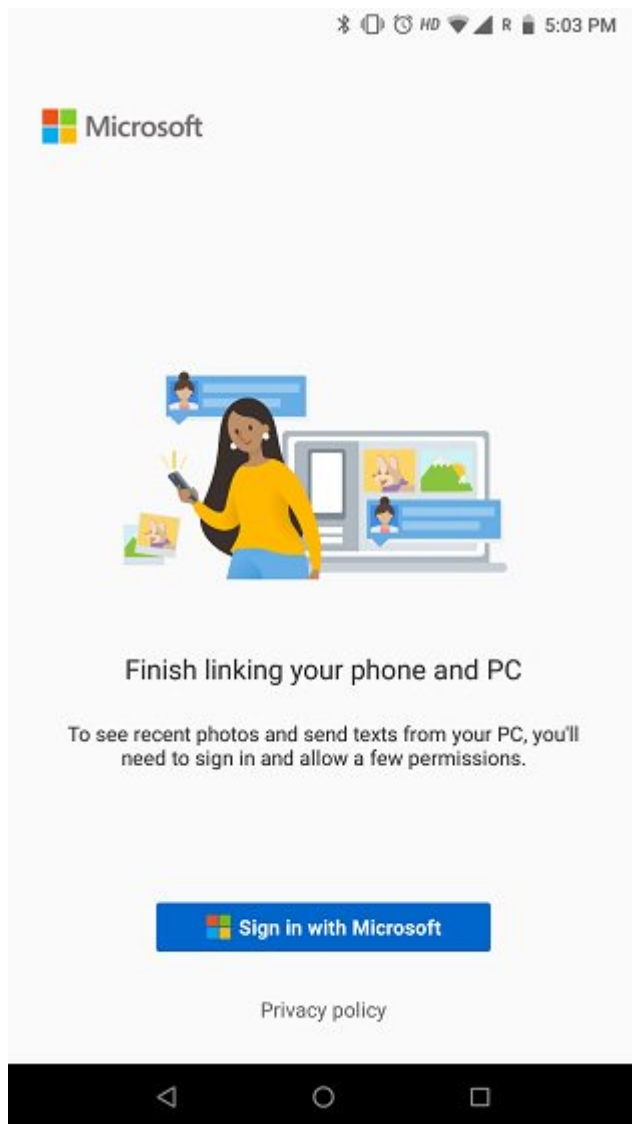 HD R 5:03 PM
Microsoft
Finish linking your phone and PC
To see recent photos and send texts from your PC, you'll
need to sign in and allow a few permissions.
Sign in with Microsoft
Privacy policy